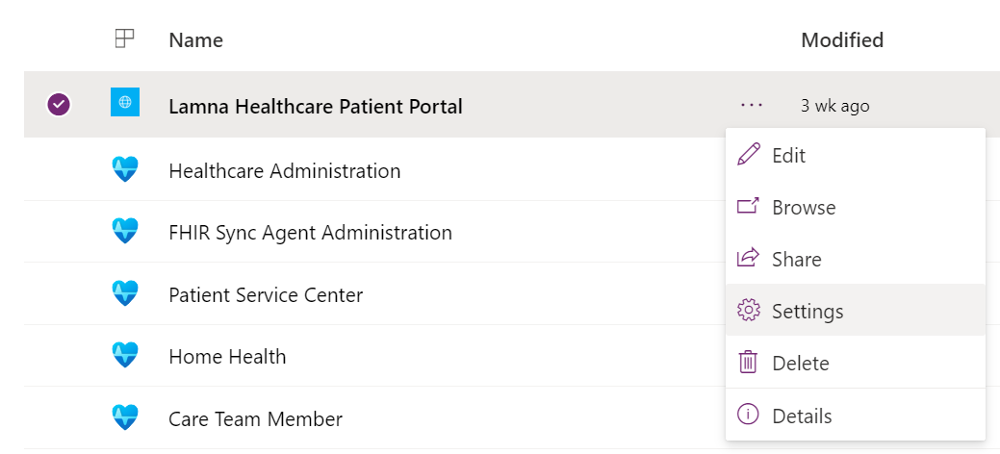 Name Modified
Lamna Healthcare Patient Portal ... 3 wk ago
Healthcare Administration
FHIR Sync Agent Administration
Patient Service Center
Home Health
Care Team Member
Edit
Browse
Share
Settings
Delete
Details